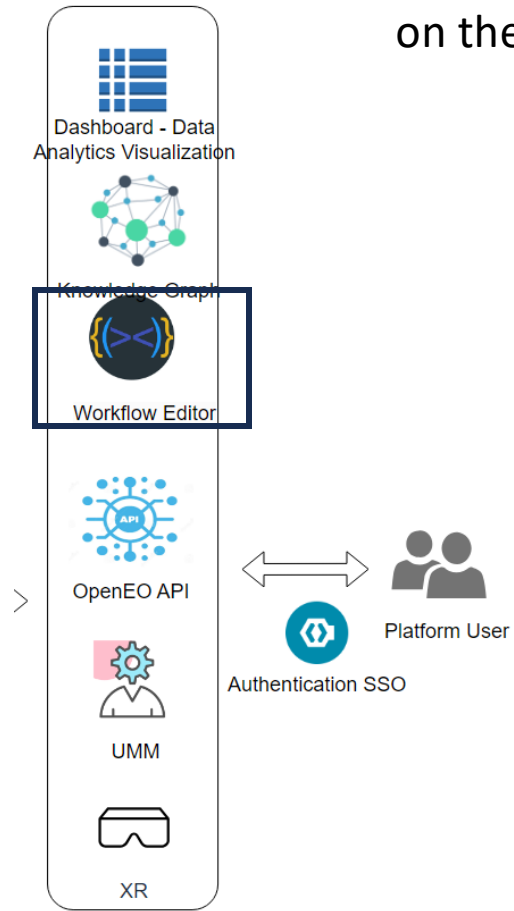 on the
Dashboard - Data
Analytics Visualization
Knowledge Graph
{(><)}
Workflow Editor
API
OpenEO API
Platform User
Authentication SSO
UMM
XR